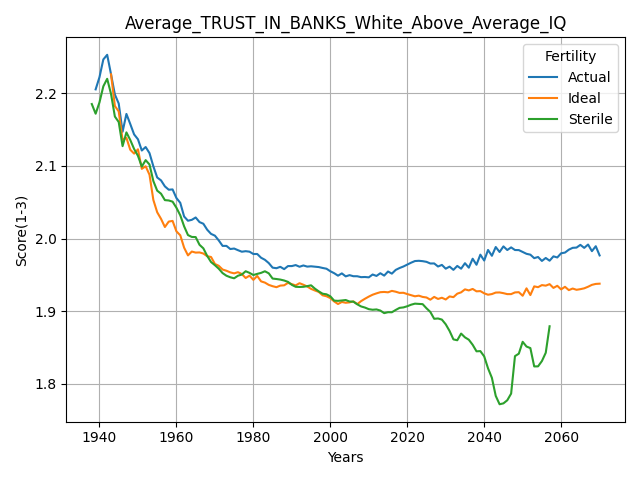 Average_TRUST_IN_BANKS_White_Above_Average_IQ
Fertility
Actual
Ideal
Sterile
Score(1-3)
2.2
2.1
2.0
1.9
1.8
1940 1960 1980 2000 2020 2040 2060
Years